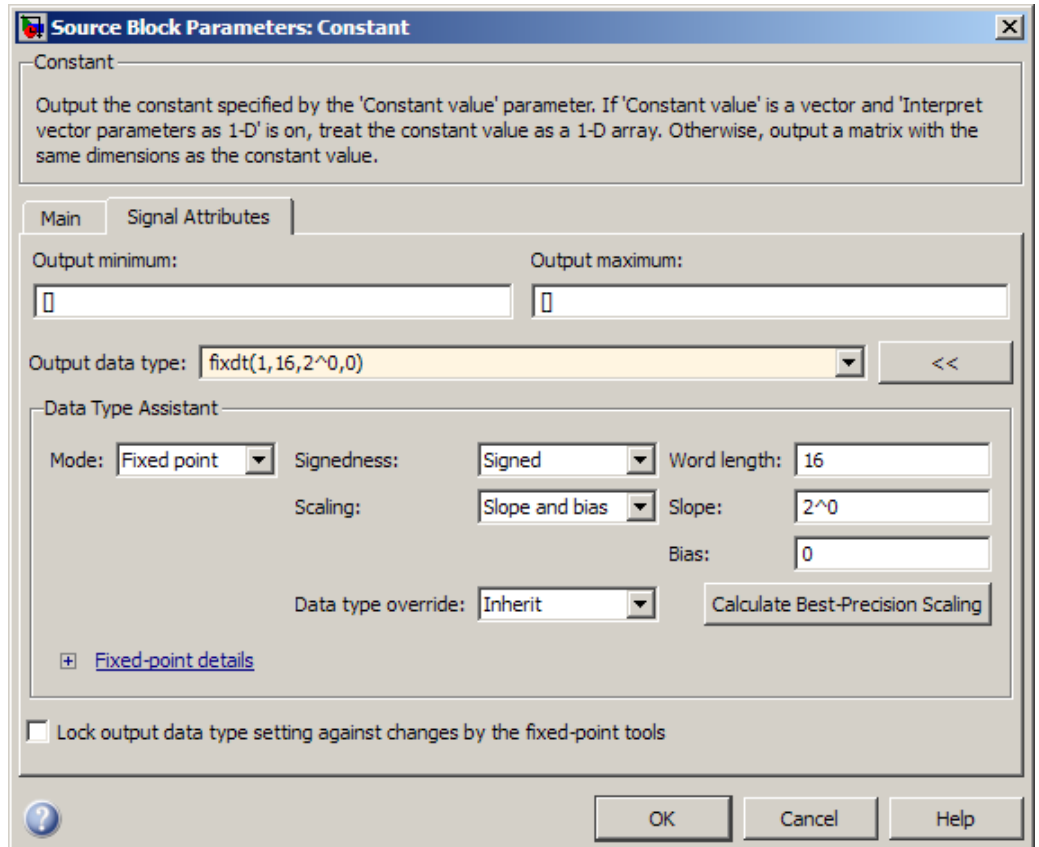 Source Block Parameters: Constant
Constant
Output the constant specified by the 'Constant value' parameter. If 'Constant value' is a vector and 'Interpret
vector parameters as 1-D' is on, treat the constant value as a 1-D array. Otherwise, output a matrix with the
same dimensions as the constant value.
Main Signal Attributes
Output minimum: Output maximum:
[] []
Output data type: fixdt(1,16,2^0,0) <<
Data Type Assistant
Mode: Fixed point Signedness: Signed Word length: 16
Scaling: Slope and bias Slope: 2^0
Bias: 0
Data type override: Inherit Calculate Best-Precision Scaling
Fixed-point details
Lock output data type setting against changes by the fixed-point tools
OK Cancel Help